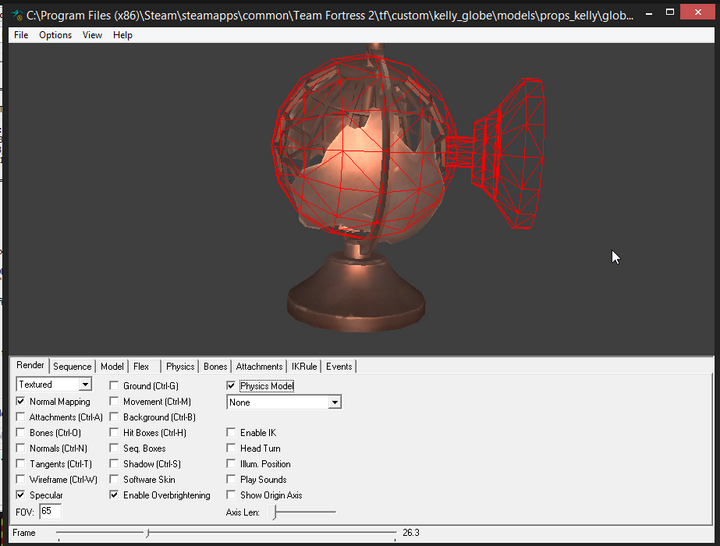 C:\Program Files (x86)\Steam\steamapps\common\Team Fortress 2\tf\custom\kelly_globe\models\props_kelly\glob...
File Options View Help
Render Sequence Model Flex Physics Bones Attachments IKRule Events
Textured Ground (Ctrl-G) Physics Model
Normal Mapping Movement (Ctrl-M) None
Attachments (Ctrl-A) Background (Ctrl-B)
Bones (Ctrl-O) Hit Boxes (Ctrl-H) Enable IK
Normals (Ctrl-N) Seq. Boxes Head Turn
Tangents (Ctrl-T) Shadow (Ctrl-S) Illum. Position
Wireframe (Ctrl-W) Software Skin Play Sounds
Specular Enable Overbrightening Show Origin Axis
FOV: 65 Axis Len:
Frame 26.3